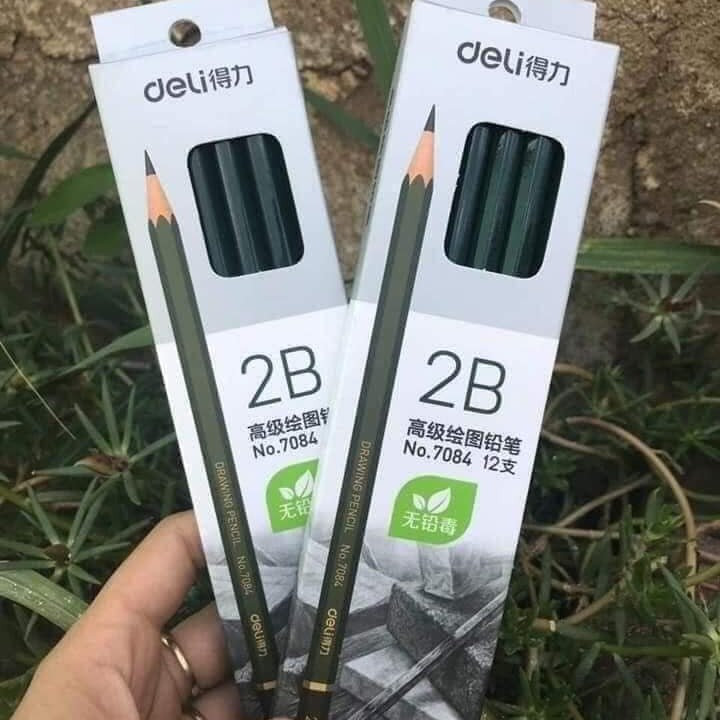 deli得力
2B
高级绘图铅
No.7084
无铅
DRAWING PENCIL No.7084 deli得力
deli得力
2B
高级绘图铅笔
No.7084 12支
无铅毒
DRAWING PENCIL No.7084 deli得力
2